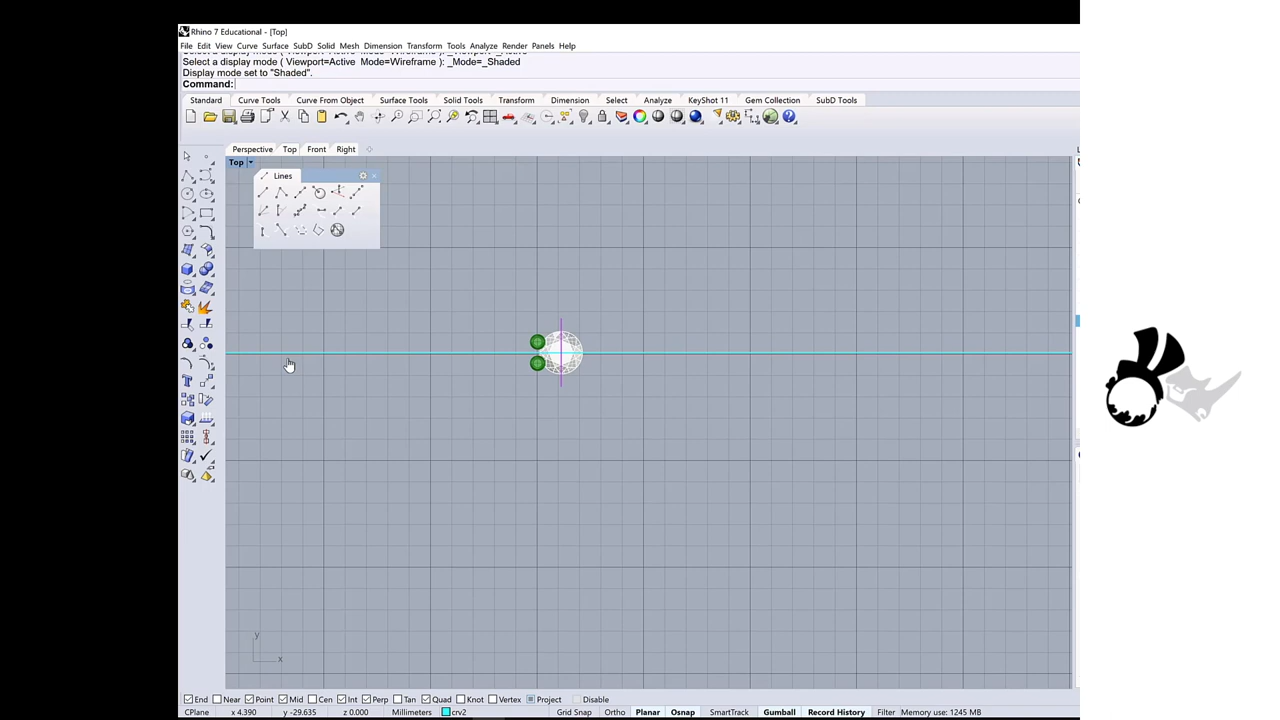 Rhino 7 Educational - [Top]
File Edit View Curve Surface SubD Solid Mesh Dimension Transform Tools Analyze Render Panels Help
Select a display mode ( Viewport=Active Mode=Wireframe ): _Mode=_Shaded
Display mode set to "Shaded".
Command:
Standard Curve Tools Curve From Object Surface Tools Solid Tools Transform Dimension Select Analyze KeyShot 11 Gem Collection SubD Tools
Perspective Top Front Right
Top
Lines
y
x
End Near Point Mid Cen Int Perp Tan Quad Knot Vertex Project Disable
CPlane x 4.390 y -29.635 z 0.000 Millimeters crv2 Grid Snap Ortho Planar Osnap SmartTrack Gumball Record History Filter Memory use: 1245 MB